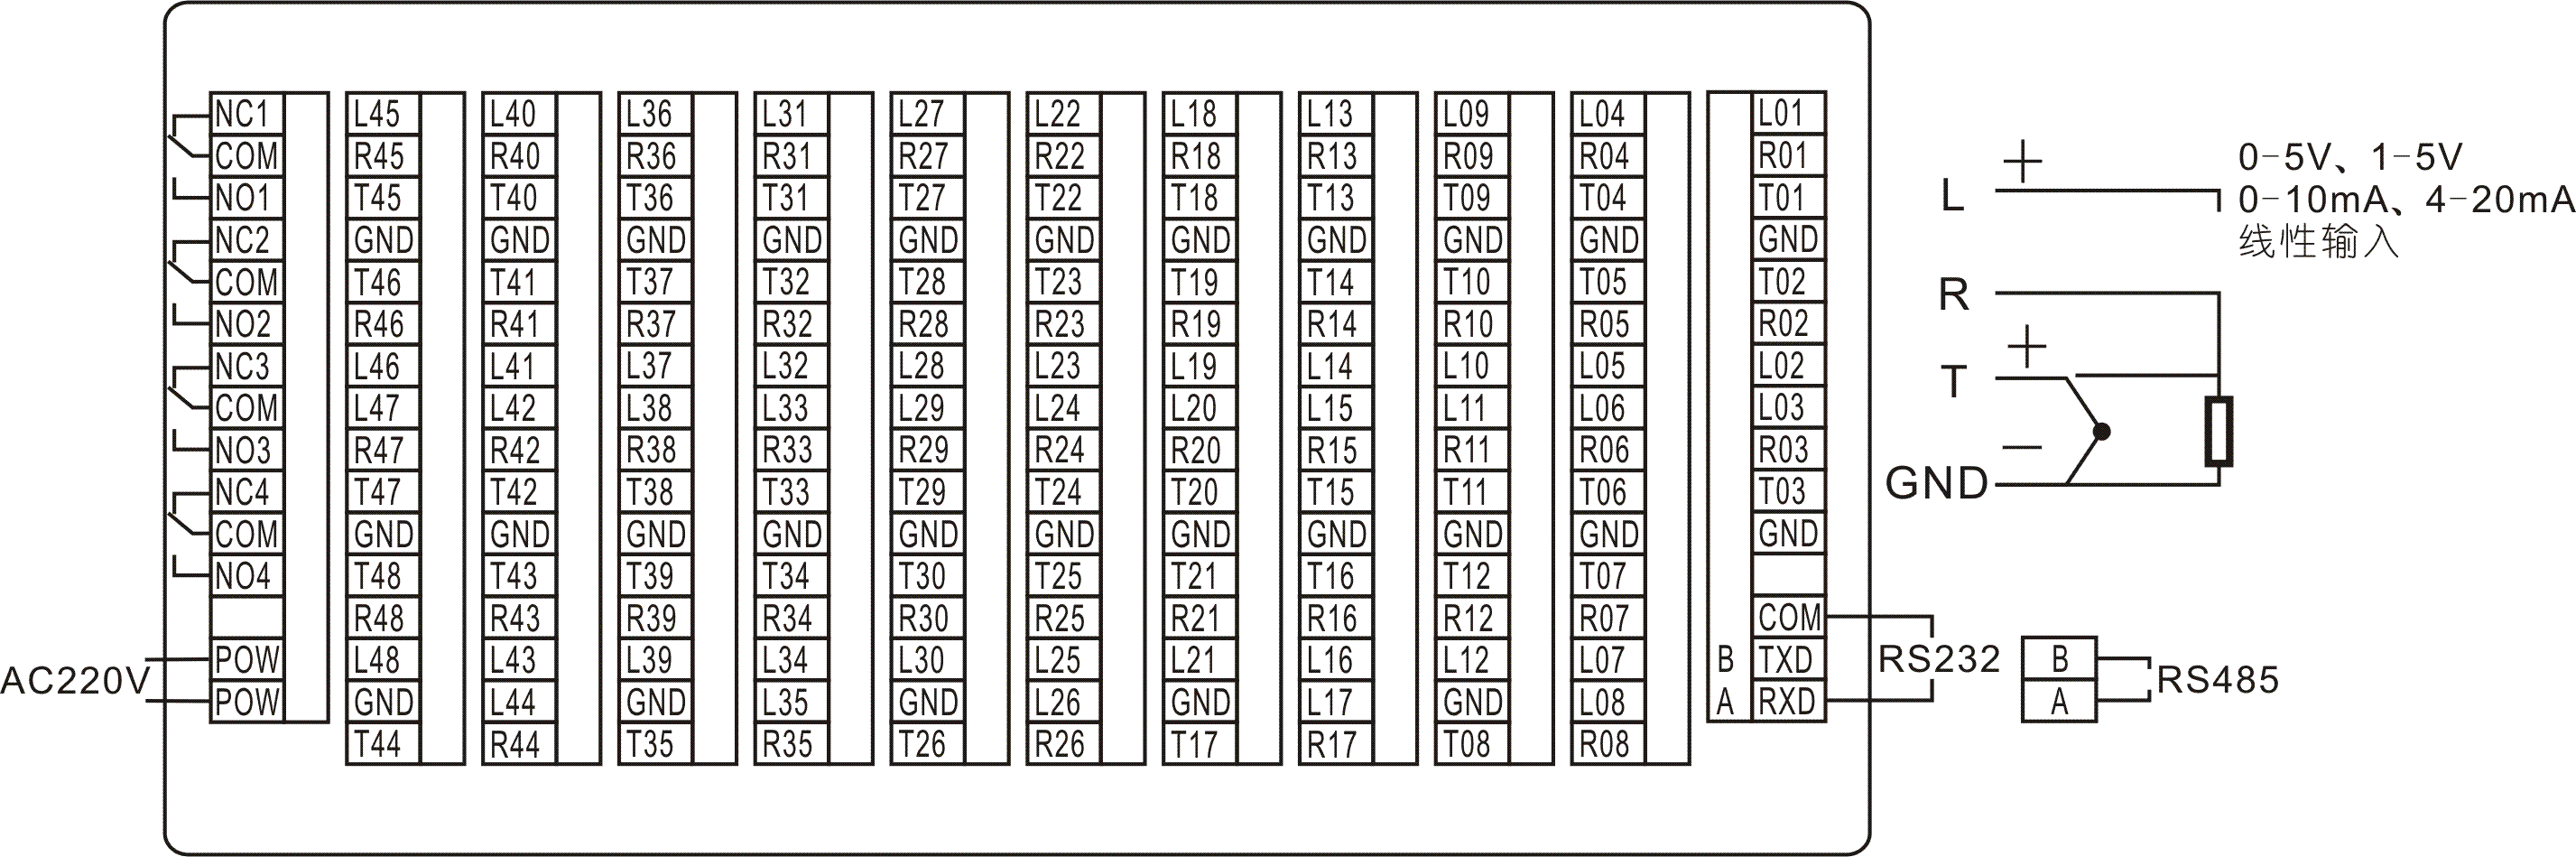 NC1 L45 L40 L36 L31 L27 L22 L18 L13 L09 L04 L01
COM R45 R40 R36 R31 R27 R22 R18 R13 R09 R04 R01
NO1 T45 T40 T36 T31 T27 T22 T18 T13 T09 T04 T01
NC2 GND GND GND GND GND GND GND GND GND GND GND
COM T46 T41 T37 T32 T28 T23 T19 T14 T10 T05 T02
NO2 R46 R41 R37 R32 R28 R23 R19 R14 R10 R05 R02
NC3 L46 L41 L37 L32 L28 L23 L19 L14 L10 L05 L02
COM L47 L42 L38 L33 L29 L24 L20 L15 L11 L06 L03
NO3 R47 R42 R38 R33 R29 R24 R20 R15 R11 R06 R03
NC4 T47 T42 T38 T33 T29 T24 T20 T15 T11 T06 T03
COM GND GND GND GND GND GND GND GND GND GND GND
NO4 T48 T43 T39 T34 T30 T25 T21 T16 T12 T07
R48 R43 R39 R34 R30 R25 R21 R16 R12 R07 COM
POW L48 L43 L39 L34 L30 L25 L21 L16 L12 L07 B TXD
POW GND L44 GND L35 GND L26 GND L17 GND L08 A RXD
T44 R44 T35 R35 T26 R26 T17 R17 T08 R08
AC220V
L +
0-5V、1-5V
0-10mA、4-20mA
线性输入
R
+
T
−
GND
RS232
B
A
RS485